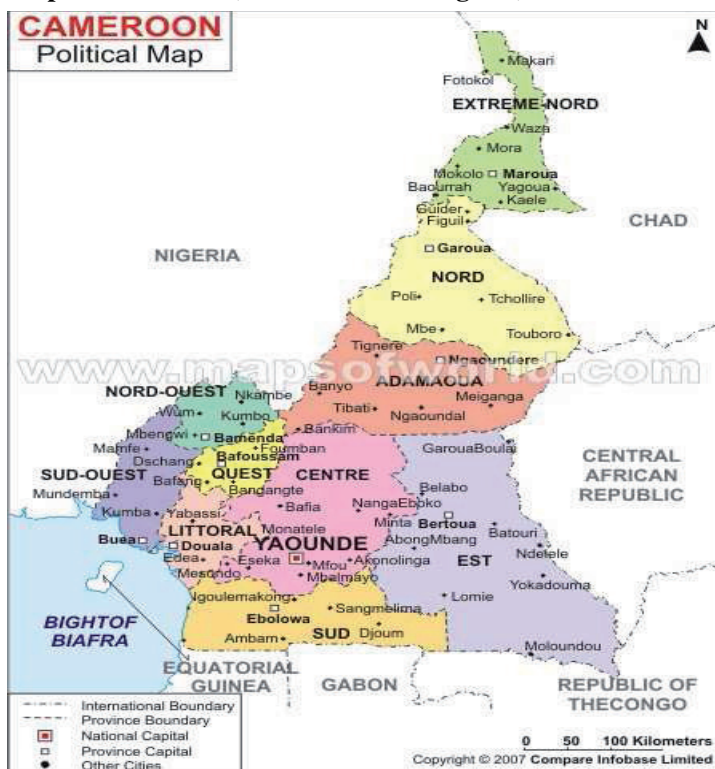 CAMEROON
Political Map
N
Makari
Fotokol
EXTREME-NORD
Waza
Mora
Mokolo
Maroua
Baourrah
Yagoua
Kaele
Guider
Figuil
CHAD
NIGERIA
Garoua
NORD
Poli
Tchollire
Mbe
Touboro
Tignere
Ngaoundere
www.mapsofworld.com
NORD-OUEST
Nkambe
Banyo
ADAMAOUA
Meiganga
Wum
Kumbo
Tibati
Ngaoundal
Mbengwi
Bamenda
Bankim
Mamfe
Foumban
GarouaBoulai
Dschang
Bafoussam
SUD-OUEST
QUEST
CENTRE
CENTRAL
AFRICAN
REPUBLIC
Bafang
Bangangte
Belabo
Mundemba
Bafia
NangaEboko
Kumba
Yabassi
Minta
Bertoua
LITTORAL
Monatele
Batouri
Buea
Douala
YAOUNDE
AbongMbang
Ndelele
Edea
Eseka
Mfou
Akonolinga
EST
Mesondo
Mbalmayo
Yokadouma
Igoulemakong
Sangmelima
Lomie
BIGHTOF
BIAFRA
Ebolowa
Ambam
SUD
Djoum
Moloundou
EQUATORIAL
GUINEA
GABON
REPUBLIC OF
THECONGO
International Boundary
Province Boundary
National Capital
Province Capital
Other Cities
0 50 100 Kilometers
Copyright © 2007 Compare Infobase Limited